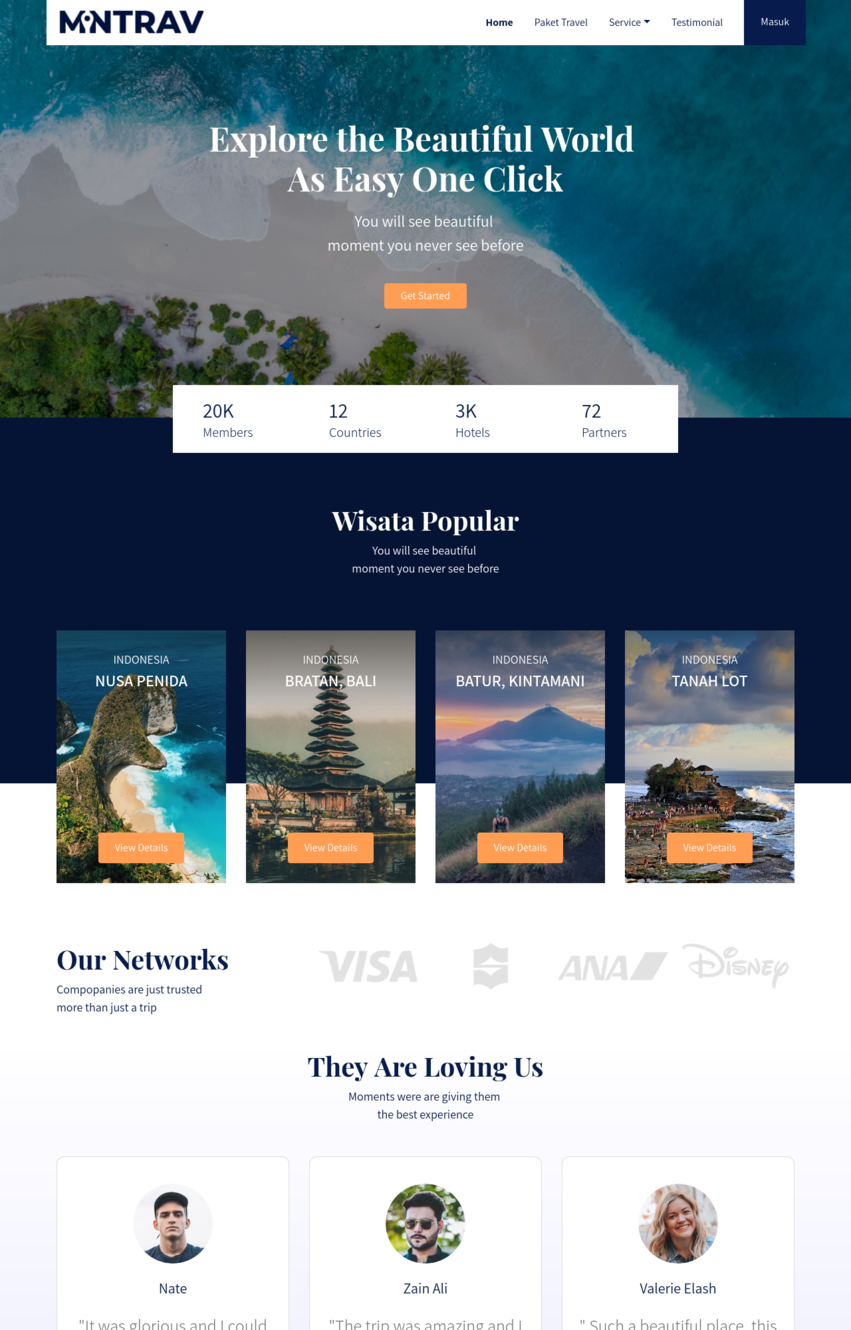 MiNTRAV
Home Paket Travel Service Testimonial Masuk
Explore the Beautiful World
As Easy One Click
You will see beautiful
moment you never see before
Get Started
20K 12 3K 72
Members Countries Hotels Partners
Wisata Popular
You will see beautiful
moment you never see before
INDONESIA
NUSA PENIDA
View Details
INDONESIA
BRATAN, BALI
View Details
INDONESIA
BATUR, KINTAMANI
View Details
INDONESIA
TANAH LOT
View Details
Our Networks
Compopanies are just trusted
more than just a trip
VISA ANA Disney
They Are Loving Us
Moments were are giving them
the best experience
Nate
"It was glorious and I could
Zain Ali
"The trip was amazing and I
Valerie Elash
" Such a beautiful place, this